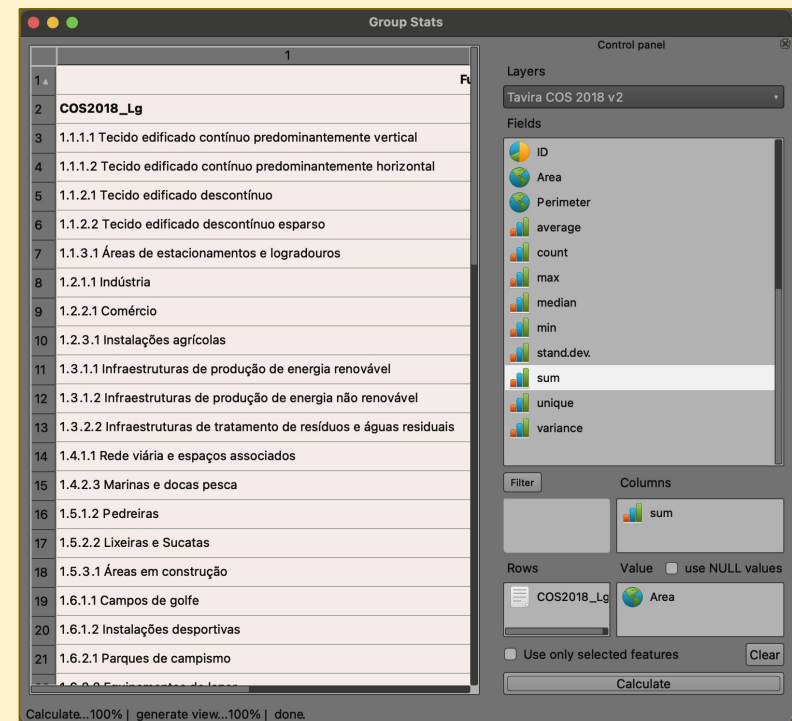 Group Stats
1
1
Fu
2 COS2018_Lg
3 1.1.1.1 Tecido edificado contínuo predominantemente vertical
4 1.1.1.2 Tecido edificado contínuo predominantemente horizontal
5 1.1.2.1 Tecido edificado descontínuo
6 1.1.2.2 Tecido edificado descontínuo esparso
7 1.1.3.1 Áreas de estacionamentos e logradouros
8 1.2.1.1 Indústria
9 1.2.2.1 Comércio
10 1.2.3.1 Instalações agrícolas
11 1.3.1.1 Infraestruturas de produção de energia renovável
12 1.3.1.2 Infraestruturas de produção de energia não renovável
13 1.3.2.2 Infraestruturas de tratamento de resíduos e águas residuais
14 1.4.1.1 Rede viária e espaços associados
15 1.4.2.3 Marinas e docas pesca
16 1.5.1.2 Pedreiras
17 1.5.2.2 Lixeiras e Sucatas
18 1.5.3.1 Áreas em construção
19 1.6.1.1 Campos de golfe
20 1.6.1.2 Instalações desportivas
21 1.6.2.1 Parques de campismo
Calculate...100% | generate view...100% | done.
Control panel
Layers
Tavira COS 2018 v2
Fields
ID
Area
Perimeter
average
count
max
median
min
stand.dev.
sum
unique
variance
Filter
Columns
sum
Rows
Value use NULL values
COS2018_Lg
Area
Use only selected features
Clear
Calculate